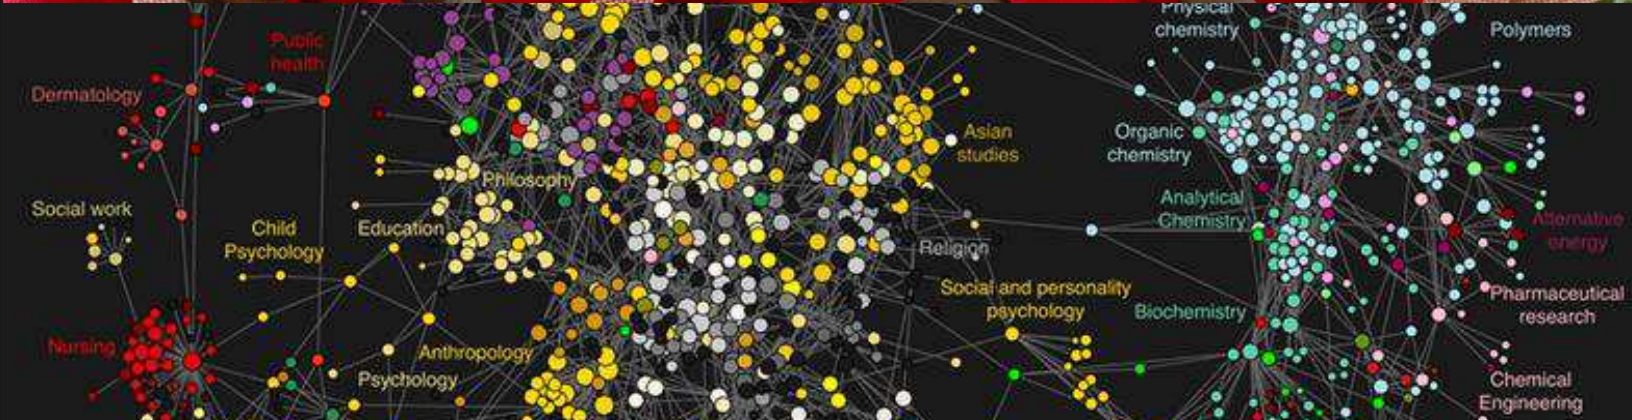 Physical
chemistry
Polymers
Public
health
Dermatology
Asian
studies
Organic
chemistry
Philosophy
Social work
Child
Psychology
Education
Analytical
Chemistry
Alternative
energy
Religion
Social and personality
psychology
Biochemistry
Pharmaceutical
research
Nursing
Anthropology
Psychology
Chemical
Engineering